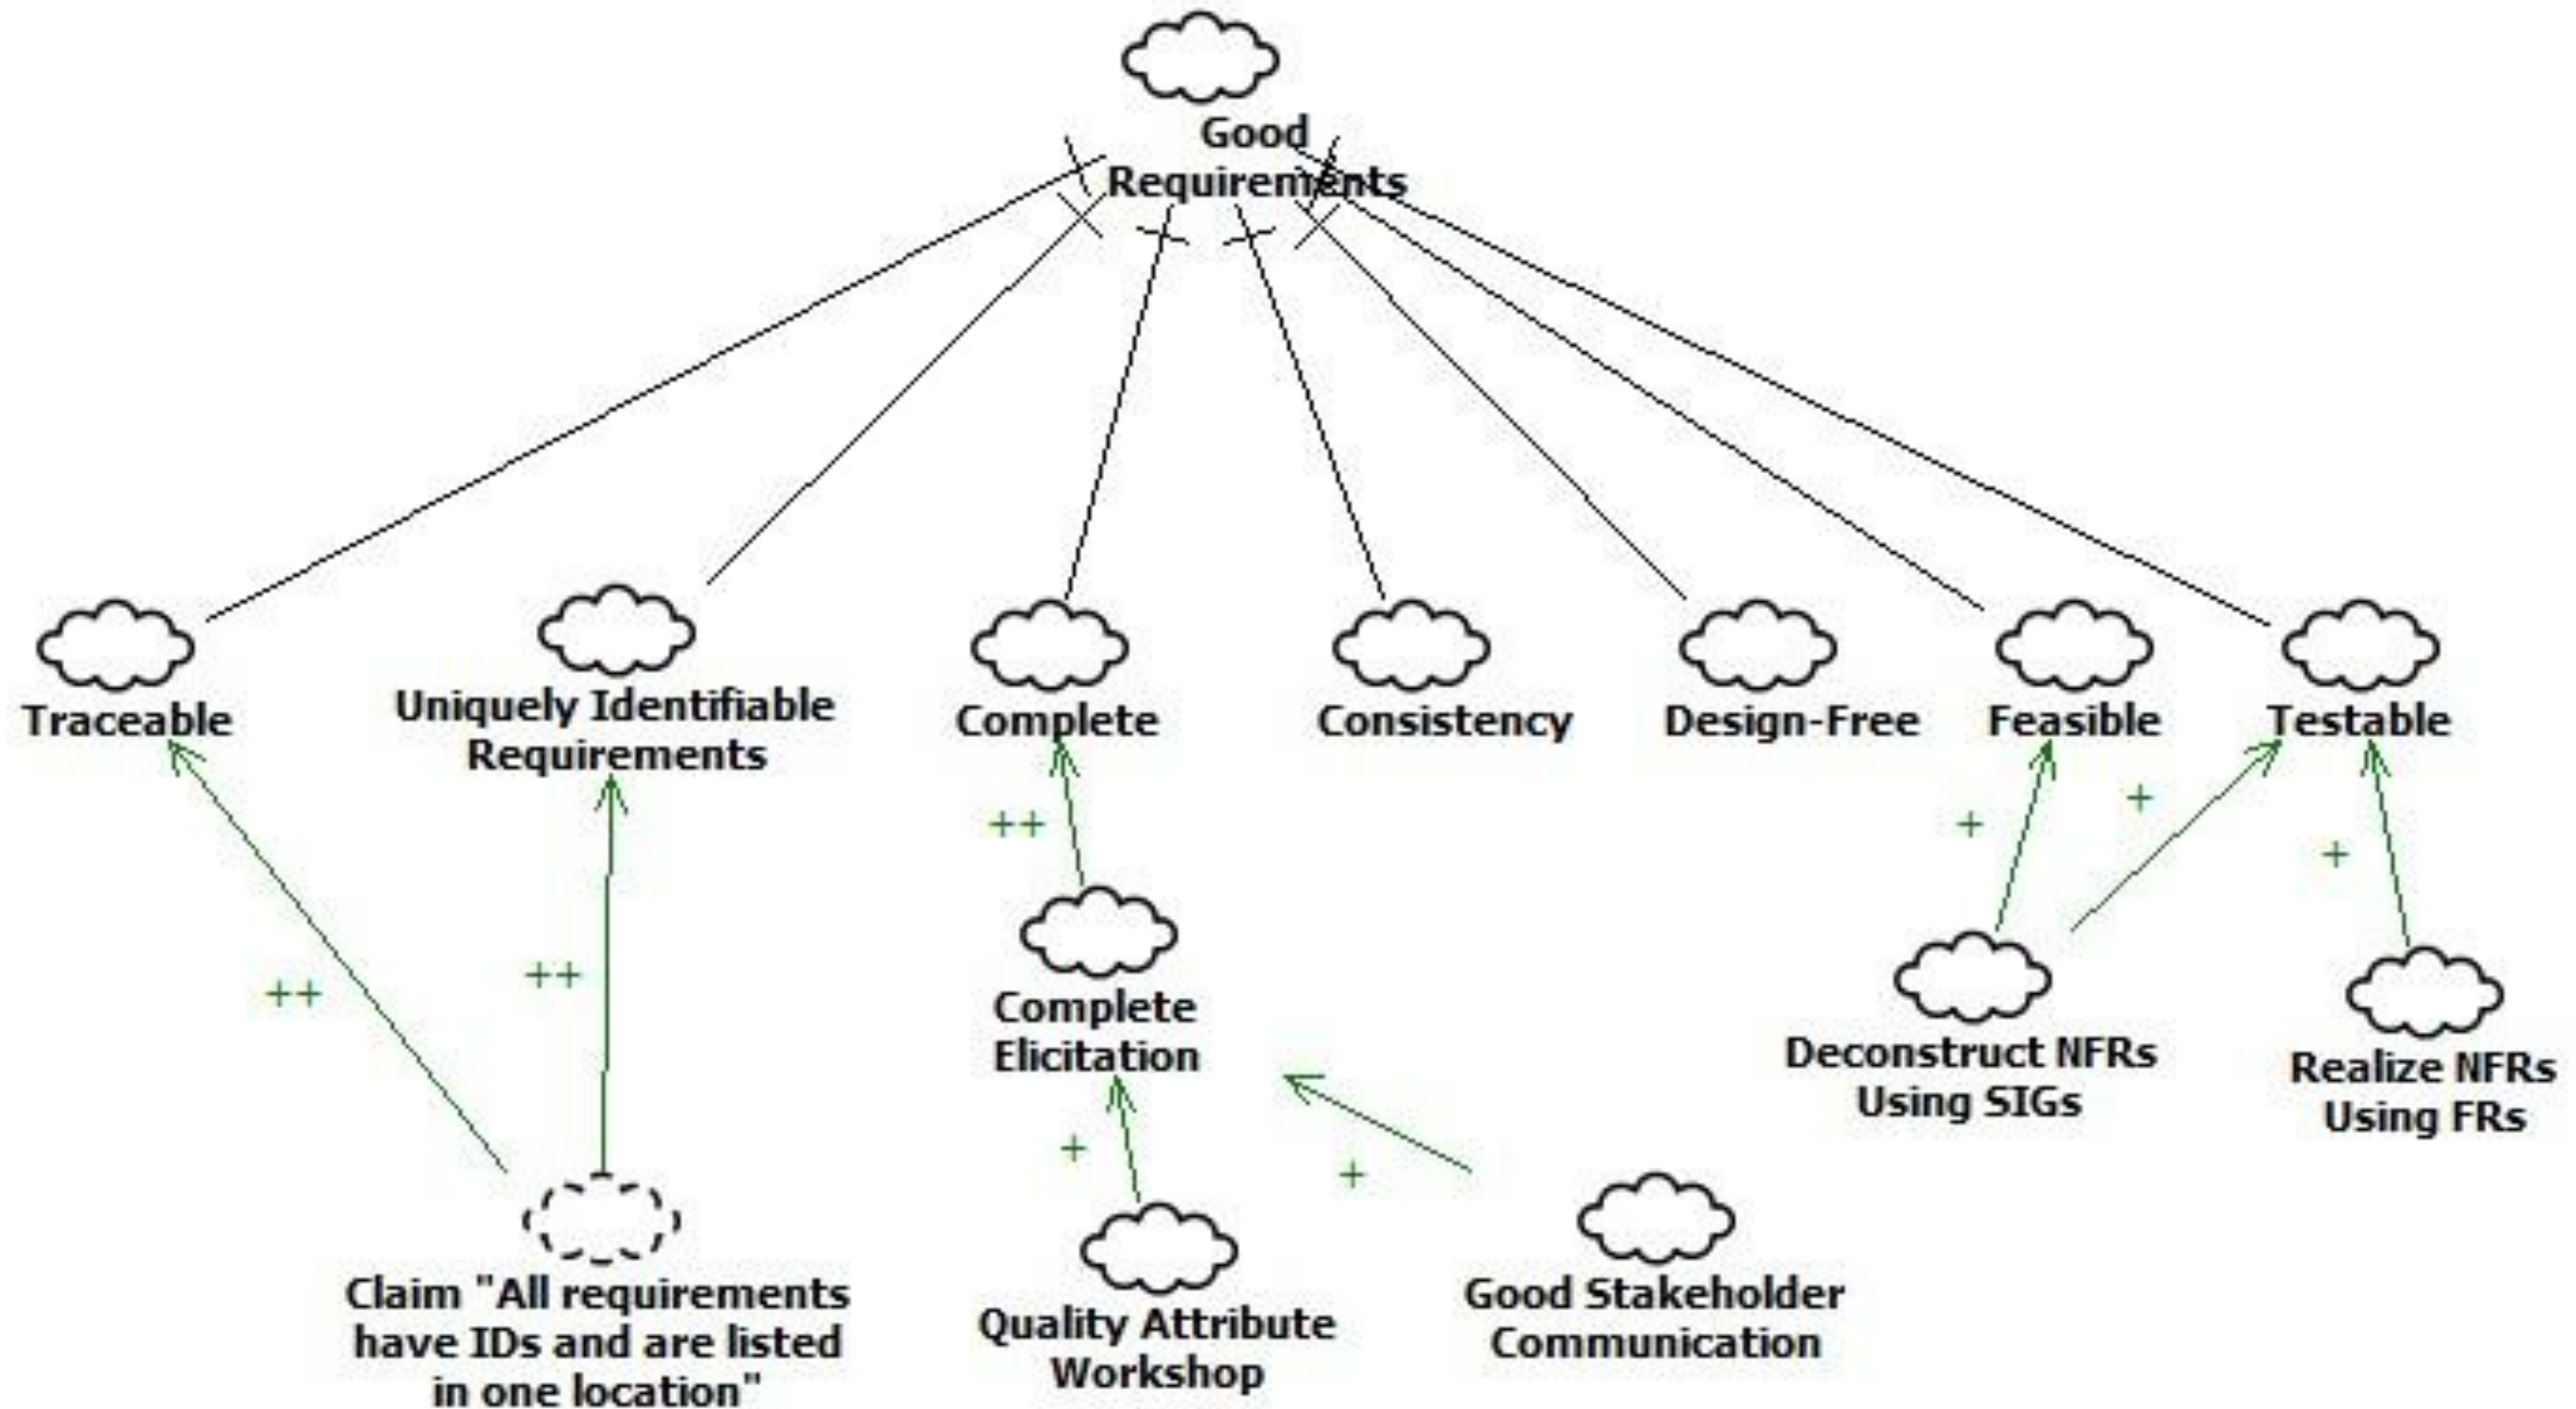 Good
Requirements
Traceable
Uniquely Identifiable
Requirements
Complete
Consistency
Design-Free
Feasible
Testable
++
+
+
+
++
++
Complete
Elicitation
Deconstruct NFRs
Using SIGs
Realize NFRs
Using FRs
+
+
Claim "All requirements
have IDs and are listed
in one location"
Quality Attribute
Workshop
Good Stakeholder
Communication